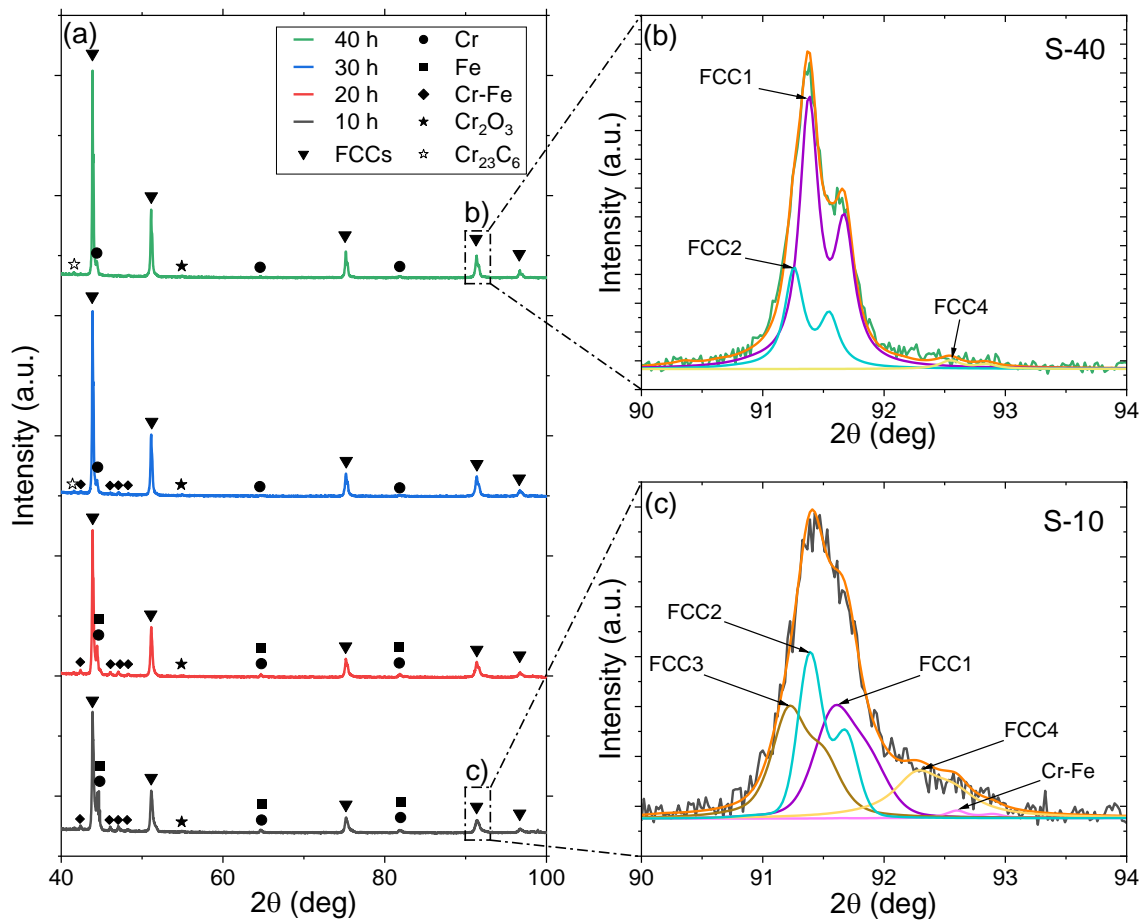 (a)
40 h
30 h
20 h
10 h
FCCs
Cr
Fe
Cr-Fe
Cr₂O₃
Cr₂₃C₆
b)
c)
Intensity (a.u.)
Intensity (a.u.)
40 60 80 100
2θ (deg)
(b)
S-40
FCC1
FCC2
FCC4
Intensity (a.u.)
90 91 92 93 94
2θ (deg)
(c)
S-10
FCC2
FCC3
FCC1
FCC4
Cr-Fe
Intensity (a.u.)
90 91 92 93 94
2θ (deg)